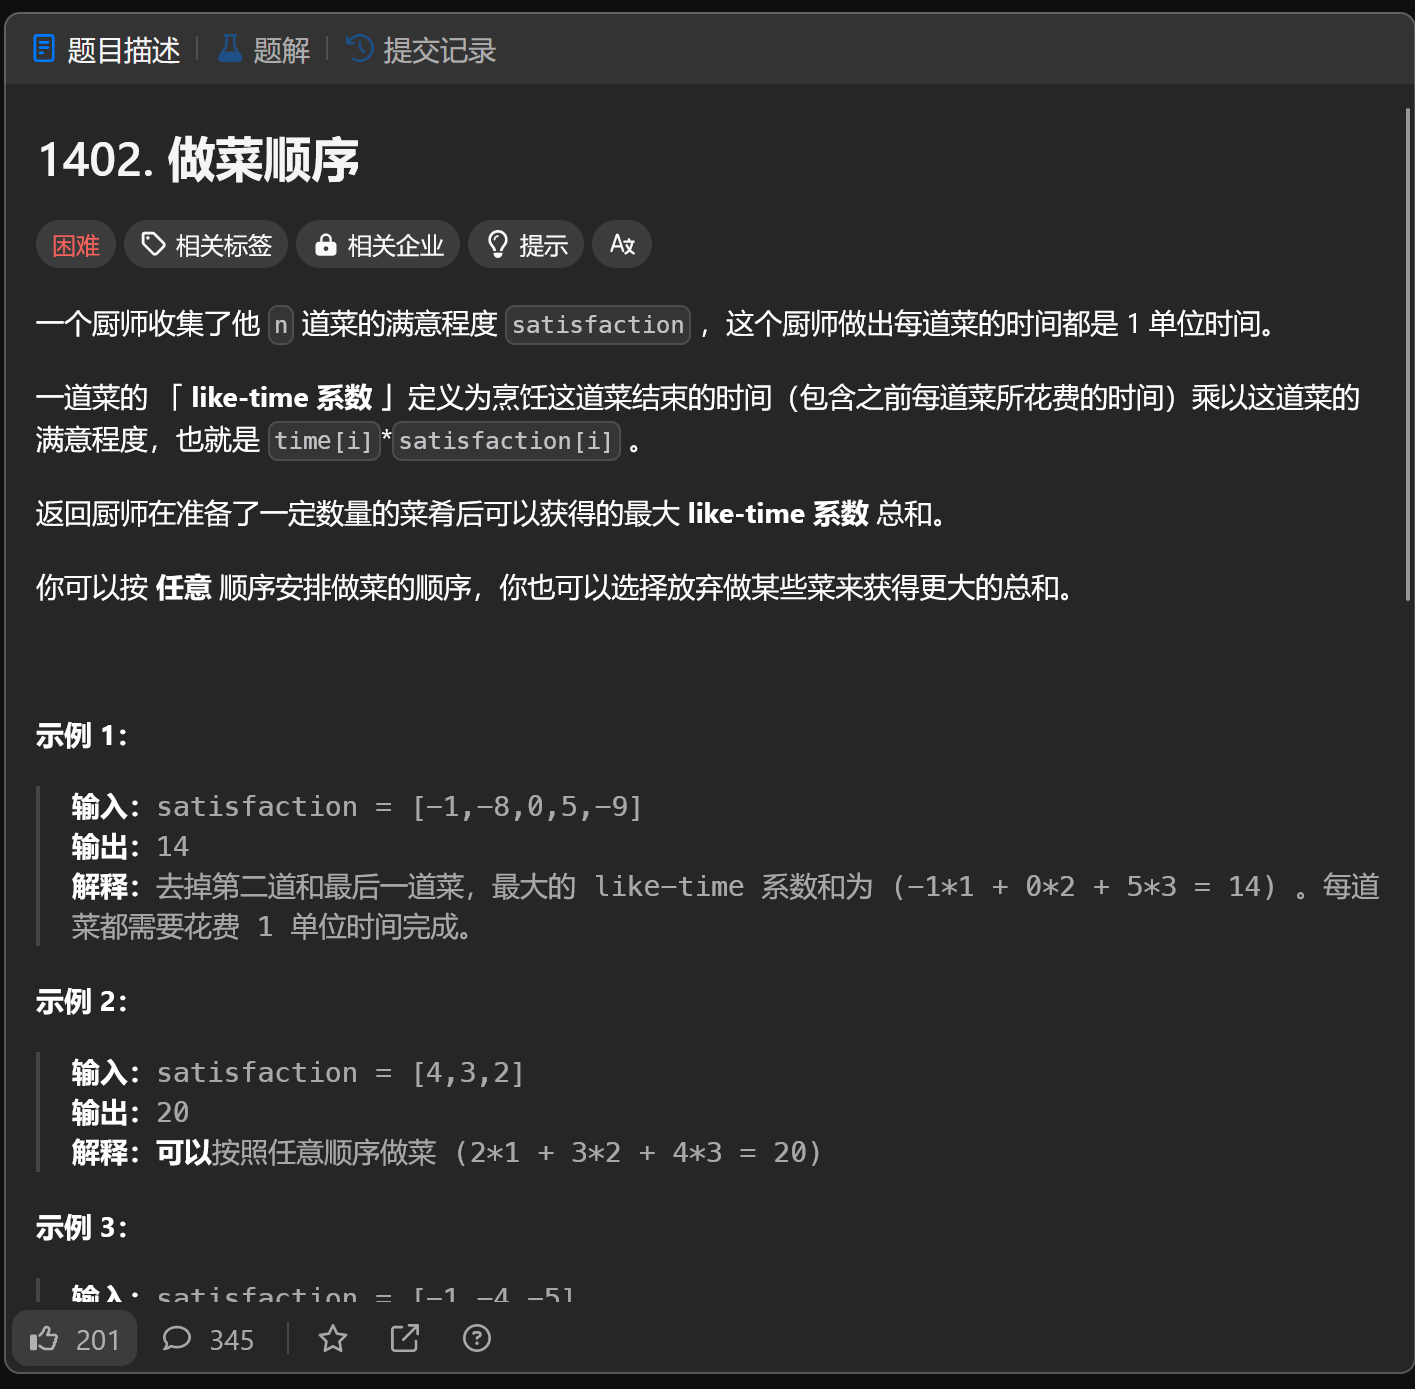 题目描述 题解 提交记录
1402. 做菜顺序
困难 相关标签 相关企业 提示
一个厨师收集了他 n 道菜的满意程度 satisfaction ，这个厨师做出每道菜的时间都是 1 单位时间。
一道菜的 「 like-time 系数 」定义为烹饪这道菜结束的时间（包含之前每道菜所花费的时间）乘以这道菜的
满意程度，也就是 time[i]*satisfaction[i] 。
返回厨师在准备了一定数量的菜肴后可以获得的最大 like-time 系数 总和。
你可以按 任意 顺序安排做菜的顺序，你也可以选择放弃做某些菜来获得更大的总和。
示例 1：
输入：satisfaction = [-1,-8,0,5,-9]
输出：14
解释：去掉第二道和最后一道菜，最大的 like-time 系数和为 (-1*1 + 0*2 + 5*3 = 14) 。每道
菜都需要花费 1 单位时间完成。
示例 2：
输入：satisfaction = [4,3,2]
输出：20
解释：可以按照任意顺序做菜 (2*1 + 3*2 + 4*3 = 20)
示例 3：
输入：satisfaction = [-1,-4,-5]
201 345